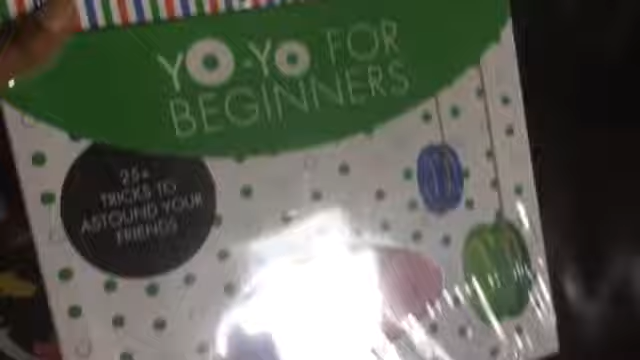 YO-YO FOR
BEGINNERS
25+
TRICKS TO
ASTOUND YOUR
FRIENDS